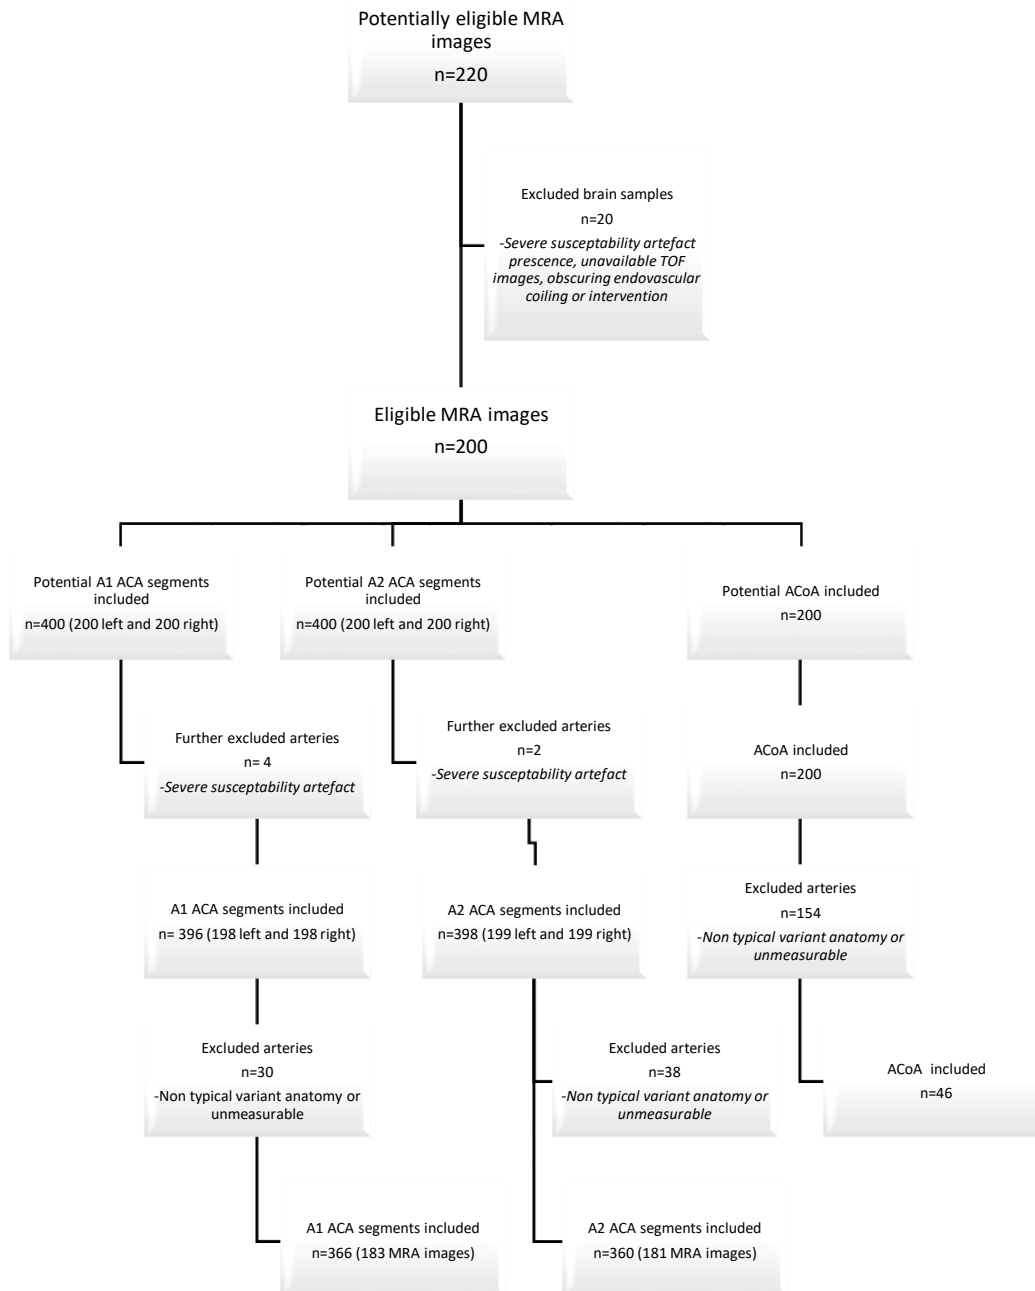 Potentially eligible MRA
images
n=220
Excluded brain samples
n=20
-Severe susceptability artefact
prescence, unavailable TOF
images, obscuring endovascular
coiling or intervention
Eligible MRA images
n=200
Potential A1 ACA segments
included
n=400 (200 left and 200 right)
Potential A2 ACA segments
included
n=400 (200 left and 200 right)
Potential ACoA included
n=200
Further excluded arteries
n= 4
-Severe susceptability artefact
Further excluded arteries
n=2
-Severe susceptability artefact
ACoA included
n=200
A1 ACA segments included
n= 396 (198 left and 198 right)
A2 ACA segments included
n=398 (199 left and 199 right)
Excluded arteries
n=154
-Non typical variant anatomy or
unmeasurable
Excluded arteries
n=30
-Non typical variant anatomy or
unmeasurable
Excluded arteries
n=38
-Non typical variant anatomy or
unmeasurable
ACoA  included
n=46
A1 ACA segments included
n=366 (183 MRA images)
A2 ACA segments included
n=360 (181 MRA images)